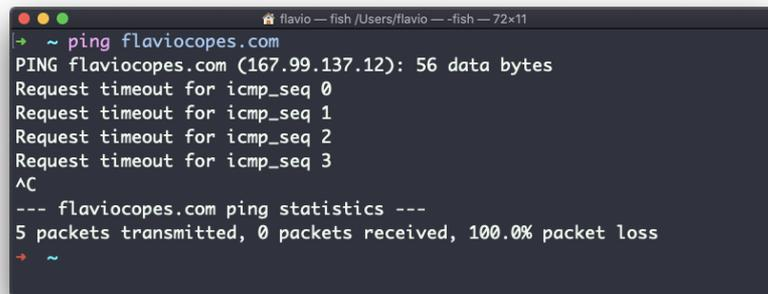 flavio — fish /Users/flavio — -fish — 72×11
➜ ~ ping flaviocopes.com
PING flaviocopes.com (167.99.137.12): 56 data bytes
Request timeout for icmp_seq 0
Request timeout for icmp_seq 1
Request timeout for icmp_seq 2
Request timeout for icmp_seq 3
^C
--- flaviocopes.com ping statistics ---
5 packets transmitted, 0 packets received, 100.0% packet loss
➜ ~